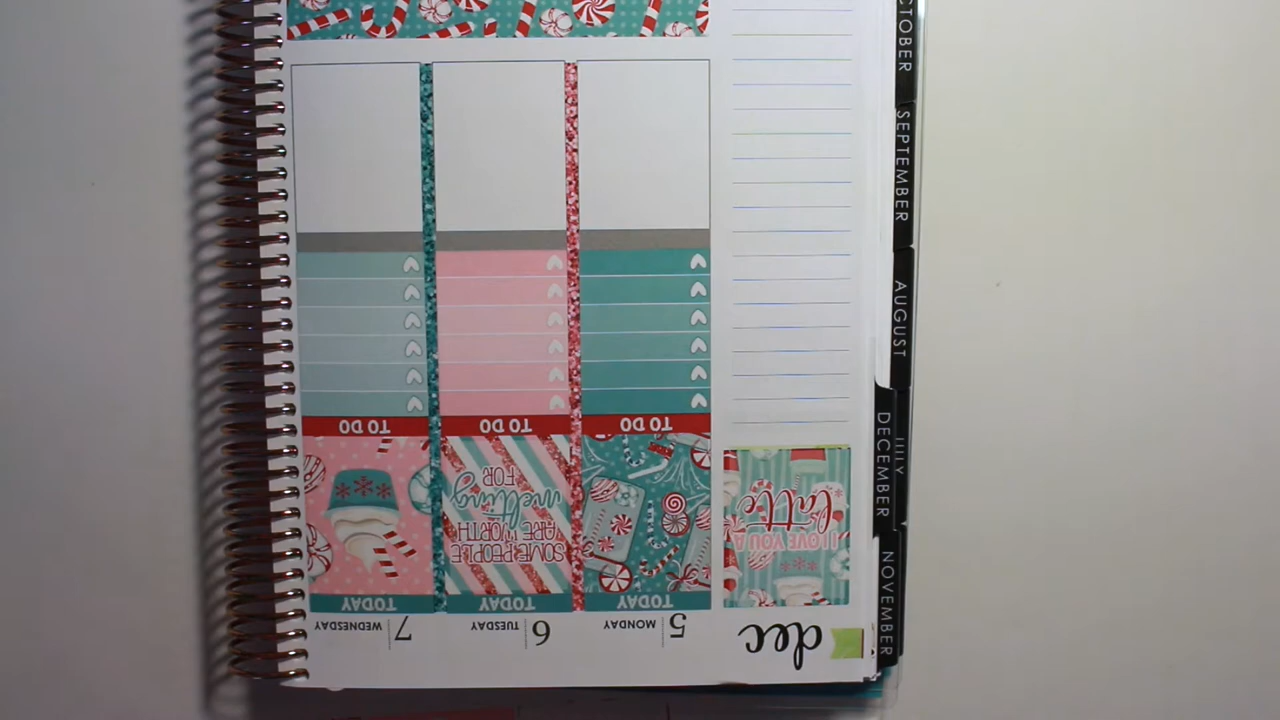 dec
5
MONDAY
6
TUESDAY
7
WEDNESDAY
TODAY
TODAY
TODAY
I LOVE YOU A
latte
SOME PEOPLE
ARE WORTH
melting
FOR
TO DO
TO DO
TO DO
NOVEMBER
DECEMBER
JULY
AUGUST
SEPTEMBER
OCTOBER